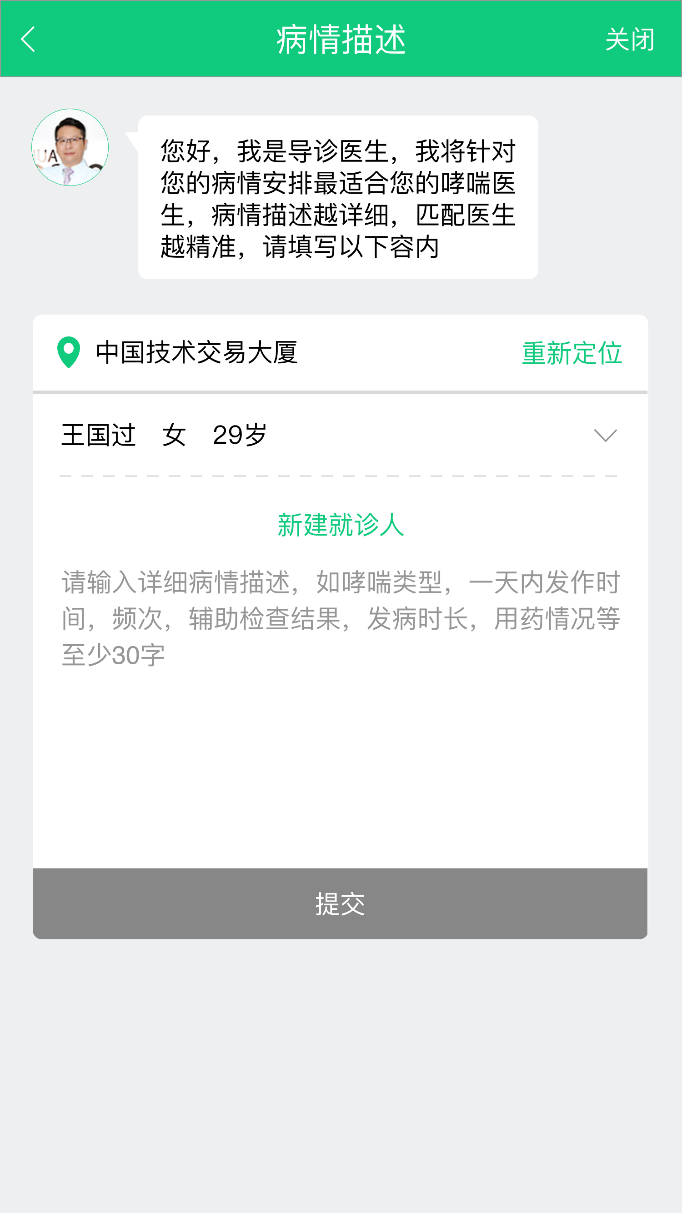 病情描述
关闭
您好，我是导诊医生，我将针对
您的病情安排最适合您的哮喘医
生，病情描述越详细，匹配医生
越精准，请填写以下容内
中国技术交易大厦
重新定位
王国过 女 29岁
新建就诊人
请输入详细病情描述，如哮喘类型，一天内发作时
间，频次，辅助检查结果，发病时长，用药情况等
至少30字
提交